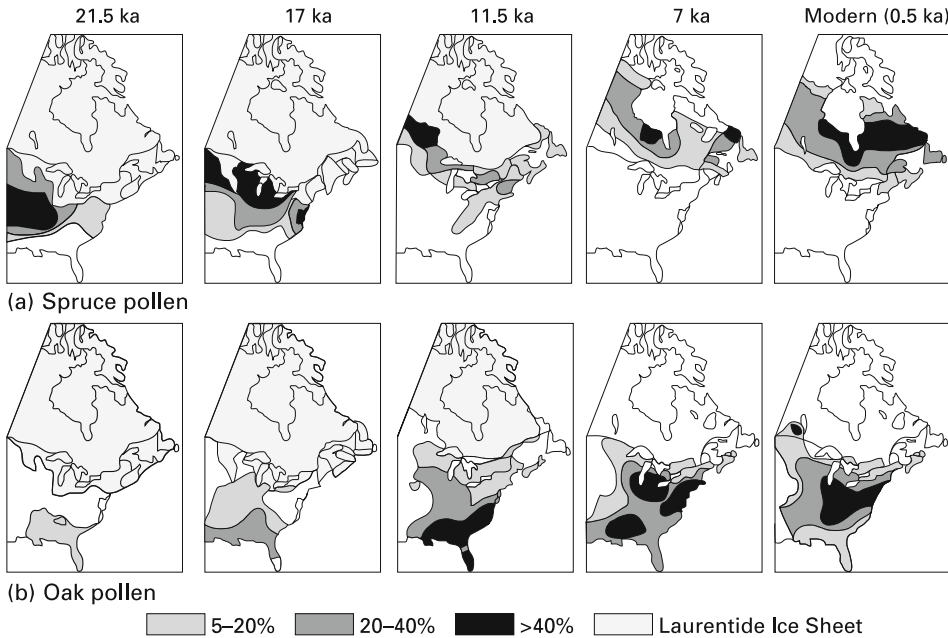 21.5 ka 17 ka 11.5 ka 7 ka Modern (0.5 ka)
(a) Spruce pollen
(b) Oak pollen
5–20% 20–40% >40% Laurentide Ice Sheet